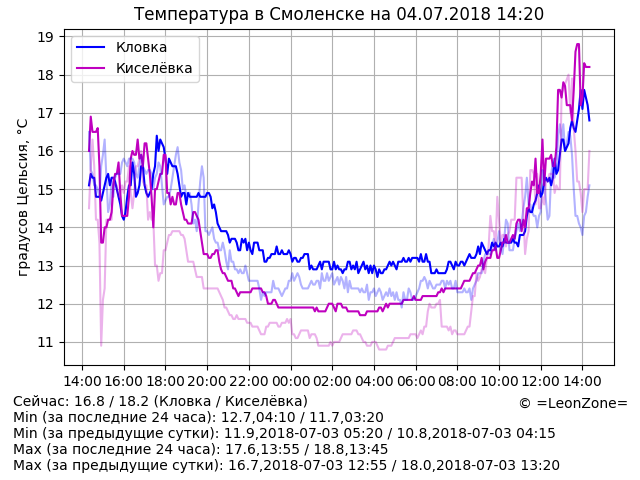 Температура в Смоленске на 04.07.2018 14:20
градусов Цельсия, °C
Кловка
Киселёвка
19
18
17
16
15
14
13
12
11
14:00 16:00 18:00 20:00 22:00 00:00 02:00 04:00 06:00 08:00 10:00 12:00 14:00
Сейчас: 16.8 / 18.2 (Кловка / Киселёвка)
© =LeonZone=
Min (за последние 24 часа): 12.7,04:10 / 11.7,03:20
Min (за предыдущие сутки): 11.9,2018-07-03 05:20 / 10.8,2018-07-03 04:15
Max (за последние 24 часа): 17.6,13:55 / 18.8,13:45
Max (за предыдущие сутки): 16.7,2018-07-03 12:55 / 18.0,2018-07-03 13:20